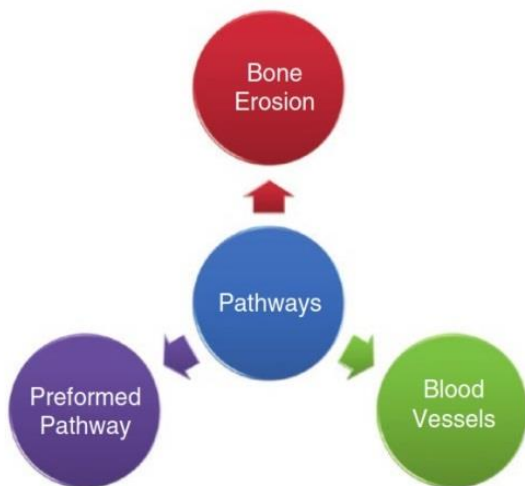 Bone
Erosion
Pathways
Preformed
Pathway
Blood
Vessels